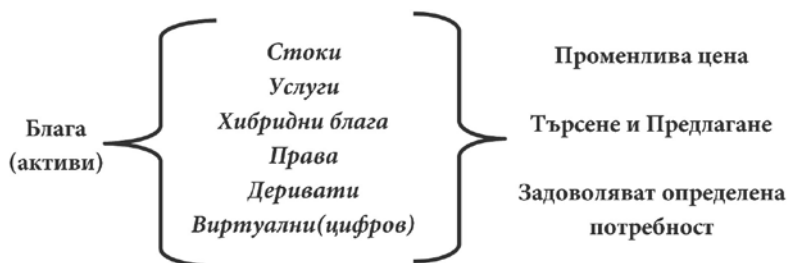 Блага
(активи)
Стоки
Услуги
Хибридни блага
Права
Деривати
Виртуални(цифров)
Променлива цена
Търсене и Предлагане
Задоволяват определена
потребност